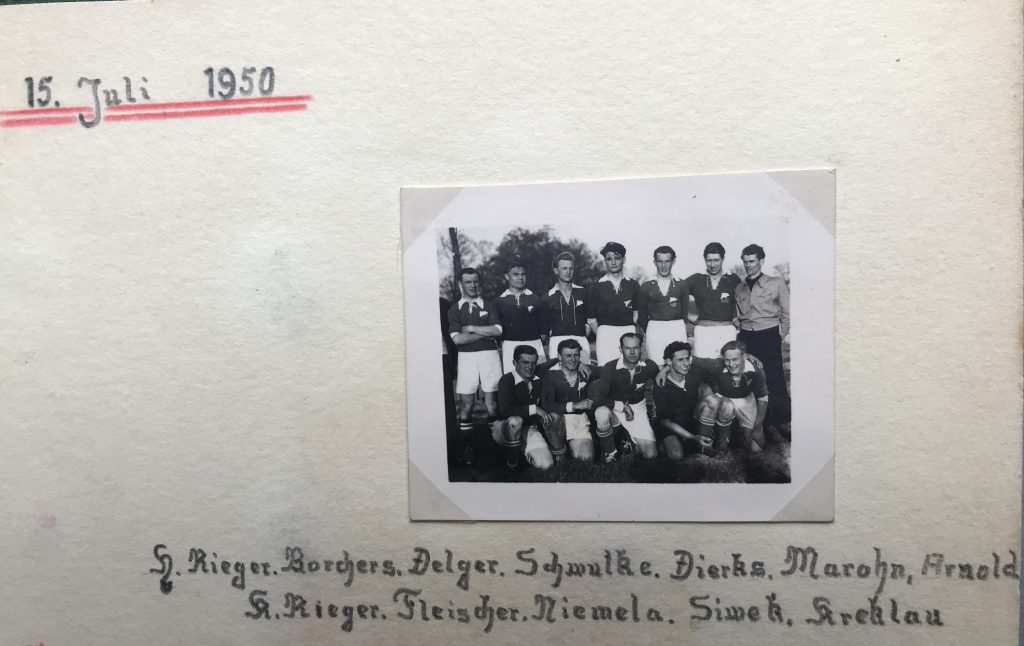 15. Juli 1950
H. Rieger. Borchers. Delger. Schwulke. Dierks. Marohn, Arnold
K. Rieger. Fleischer. Niemela. Siwek, Kreklau